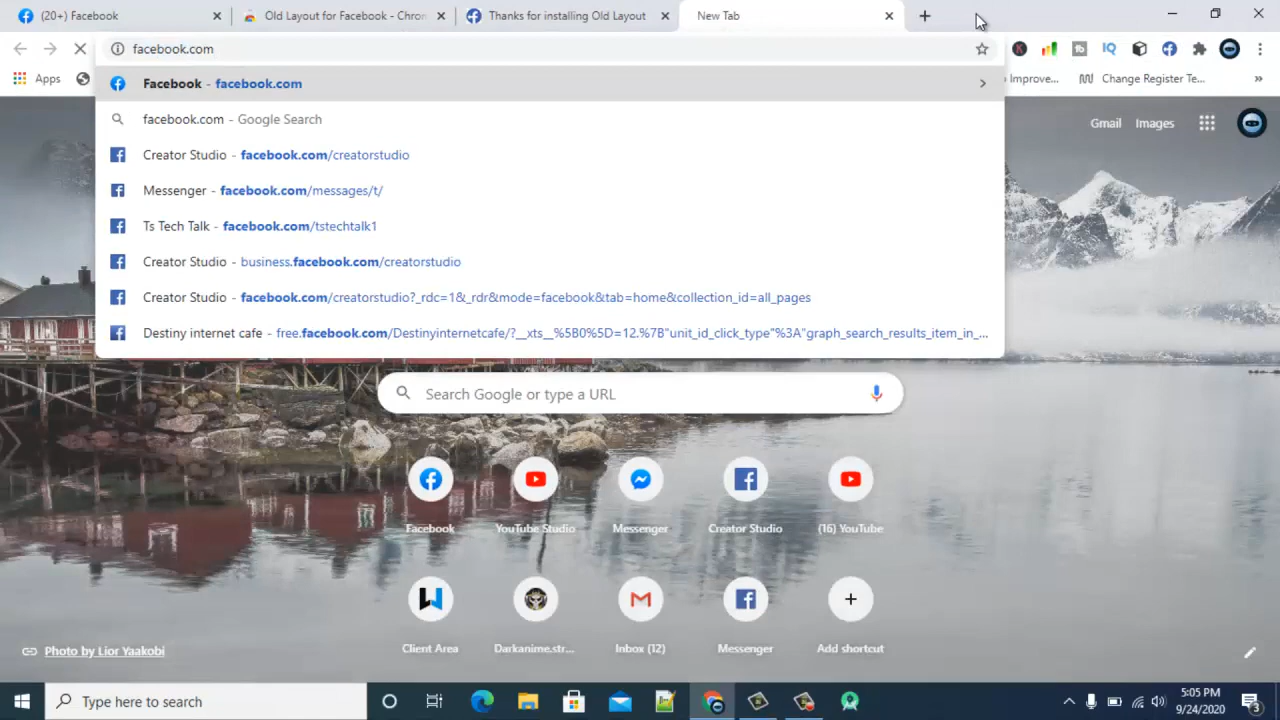 (20+) Facebook
Old Layout for Facebook - Chron
Thanks for installing Old Layout
New Tab
facebook.com
Apps
Improve...
Change Register Te...
»
Facebook - facebook.com
facebook.com - Google Search
Creator Studio - facebook.com/creatorstudio
Messenger - facebook.com/messages/t/
Ts Tech Talk - facebook.com/tstechtalk1
Creator Studio - business.facebook.com/creatorstudio
Creator Studio - facebook.com/creatorstudio?_rdc=1&_rdr&mode=facebook&tab=home&collection_id=all_pages
Destiny internet cafe - free.facebook.com/Destinyinternetcafe/?__xts__%5B0%5D=12.%7B"unit_id_click_type"%3A"graph_search_results_item_in_...
Gmail Images
Search Google or type a URL
Facebook
YouTube Studio
Messenger
Creator Studio
(16) YouTube
Client Area
Darkanime.str...
Inbox (12)
Messenger
Add shortcut
Photo by Lior Yaakobi
Type here to search
5:05 PM
9/24/2020
3